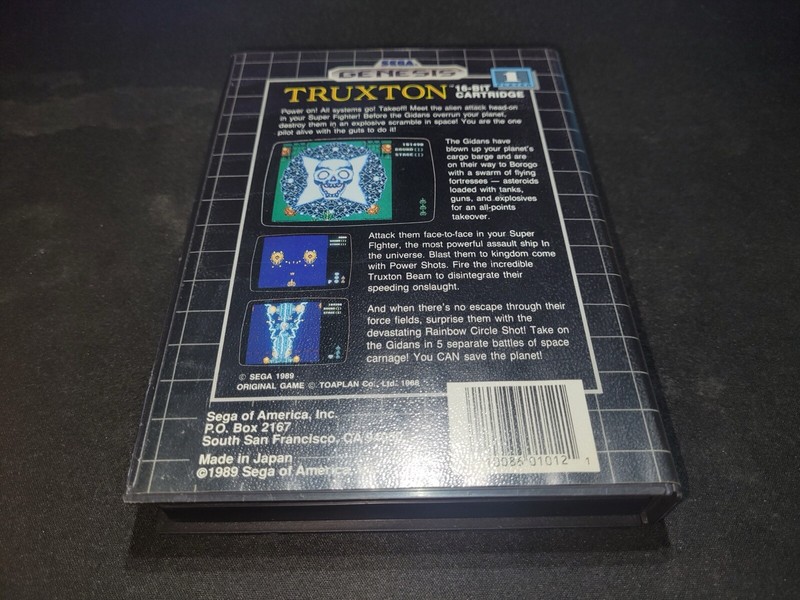 SEGA
GENESIS
TRUXTON™ 16-BIT CARTRIDGE
1
Power on! All systems go! Takeoff! Meet the alien attack head-on
in your Super Fighter! Before the Gidans overrun your planet,
destroy them in an explosive scramble in space! You are the one
pilot alive with the guts to do it!
The Gidans have
blown up your planet's
cargo barge and are
on their way to Borogo
with a swarm of flying
fortresses — asteroids
loaded with tanks,
guns, and explosives
for an all-points
takeover.
Attack them face-to-face in your Super
Fighter, the most powerful assault ship in
the universe. Blast them to kingdom come
with Power Shots. Fire the incredible
Truxton Beam to disintegrate their
speeding onslaught.
And when there's no escape through their
force fields, surprise them with the
devastating Rainbow Circle Shot! Take on
the Gidans in 5 separate battles of space
carnage! You CAN save the planet!
© SEGA 1989
ORIGINAL GAME © TOAPLAN Co., Ltd. 1988
Sega of America, Inc.
P.O. Box 2167
South San Francisco, CA
Made in Japan
©1989 Sega of America,
01012 1